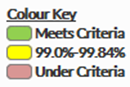 Colour Key
Meets Criteria
99.0%-99.84%
Under Criteria